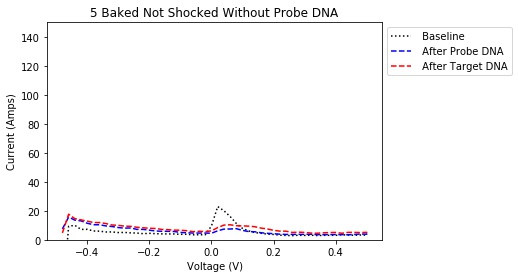 5 Baked Not Shocked Without Probe DNA
140
120
100
80
60
40
20
0
Current (Amps)
−0.4
−0.2
0.0
0.2
0.4
Voltage (V)
Baseline
After Probe DNA
After Target DNA